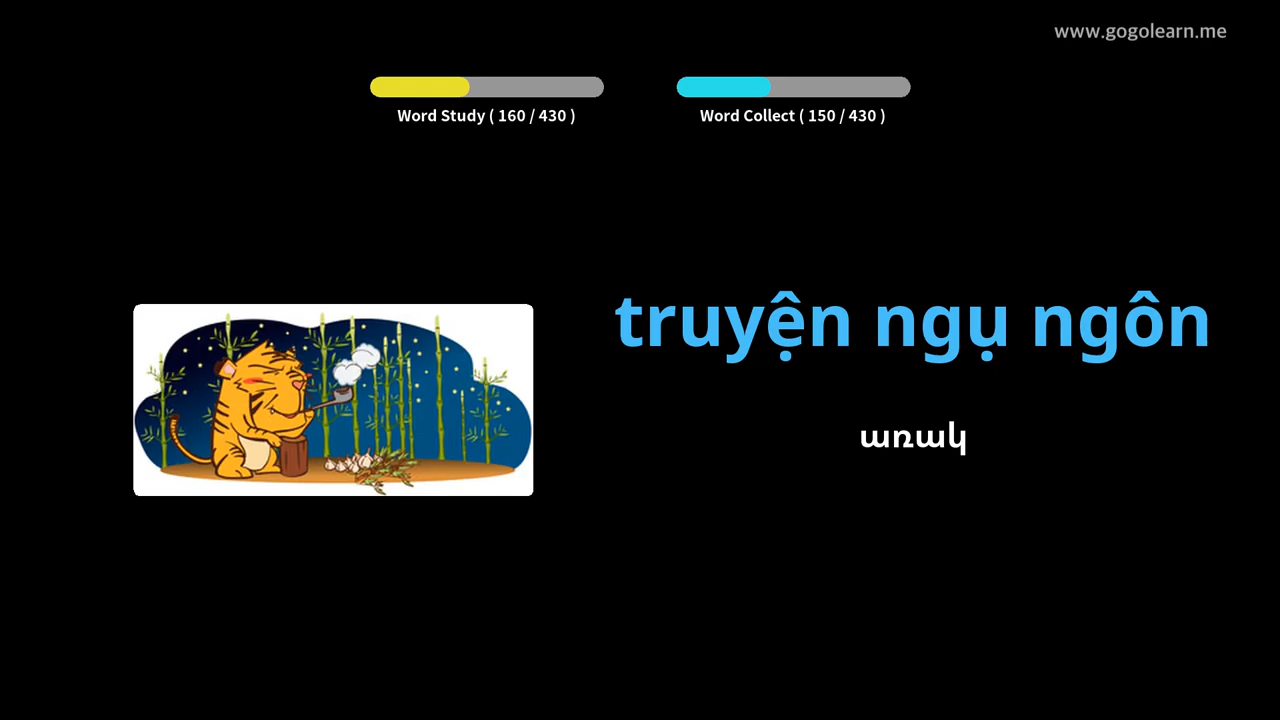 www.gogolearn.me
Word Study ( 160 / 430 )
Word Collect ( 150 / 430 )
truyện ngụ ngôn
առակ